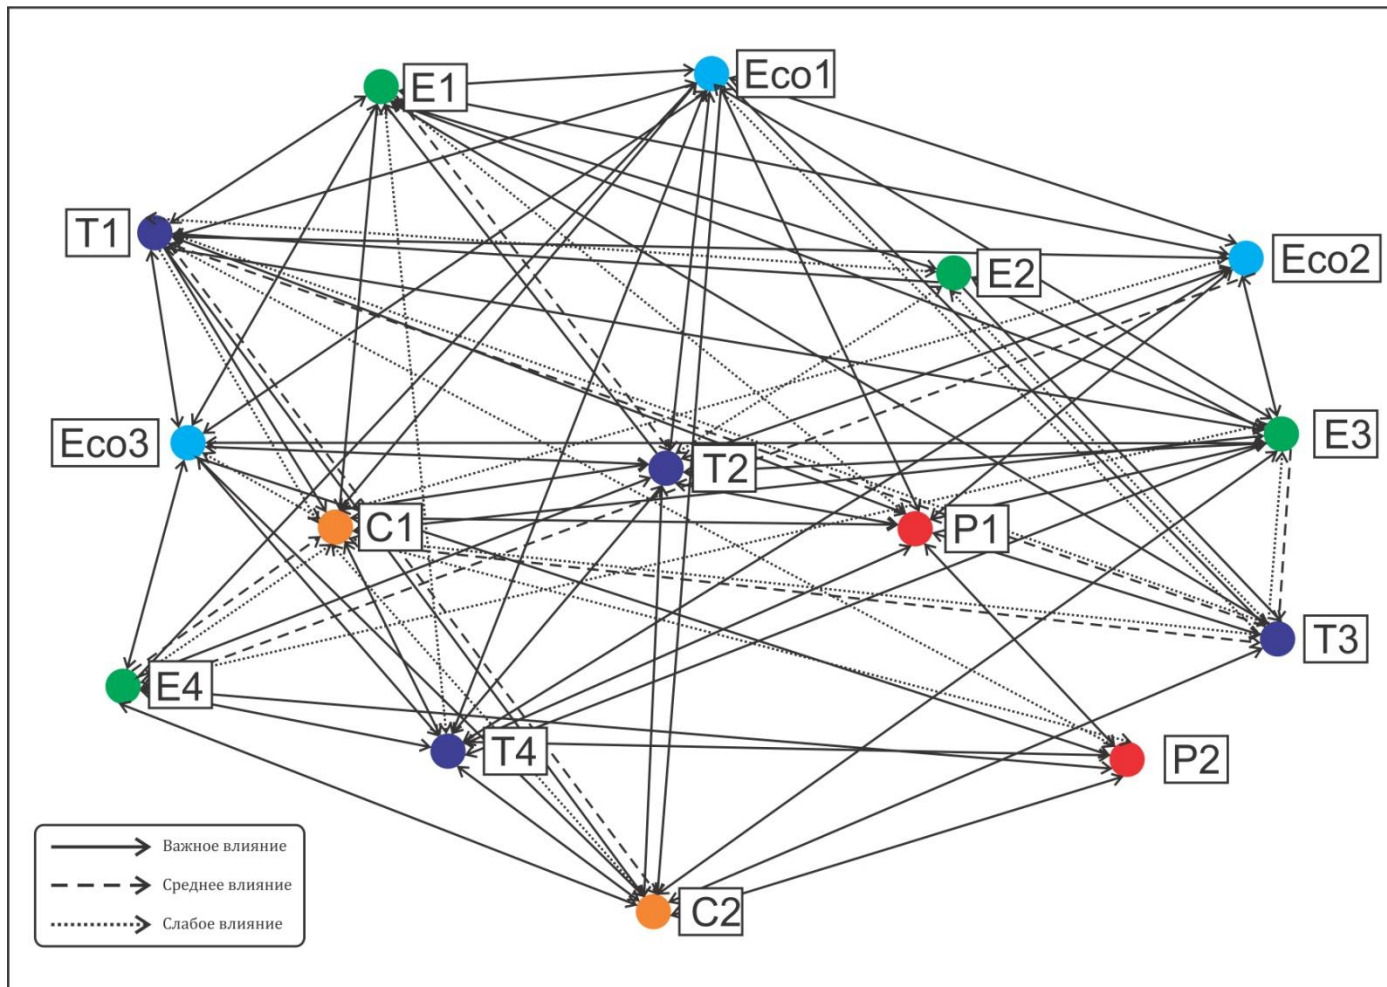 E1
Eco1
T1
E2
Eco2
Eco3
T2
E3
C1
P1
T3
E4
T4
P2
C2
Важное влияние
Среднее влияние
Слабое влияние